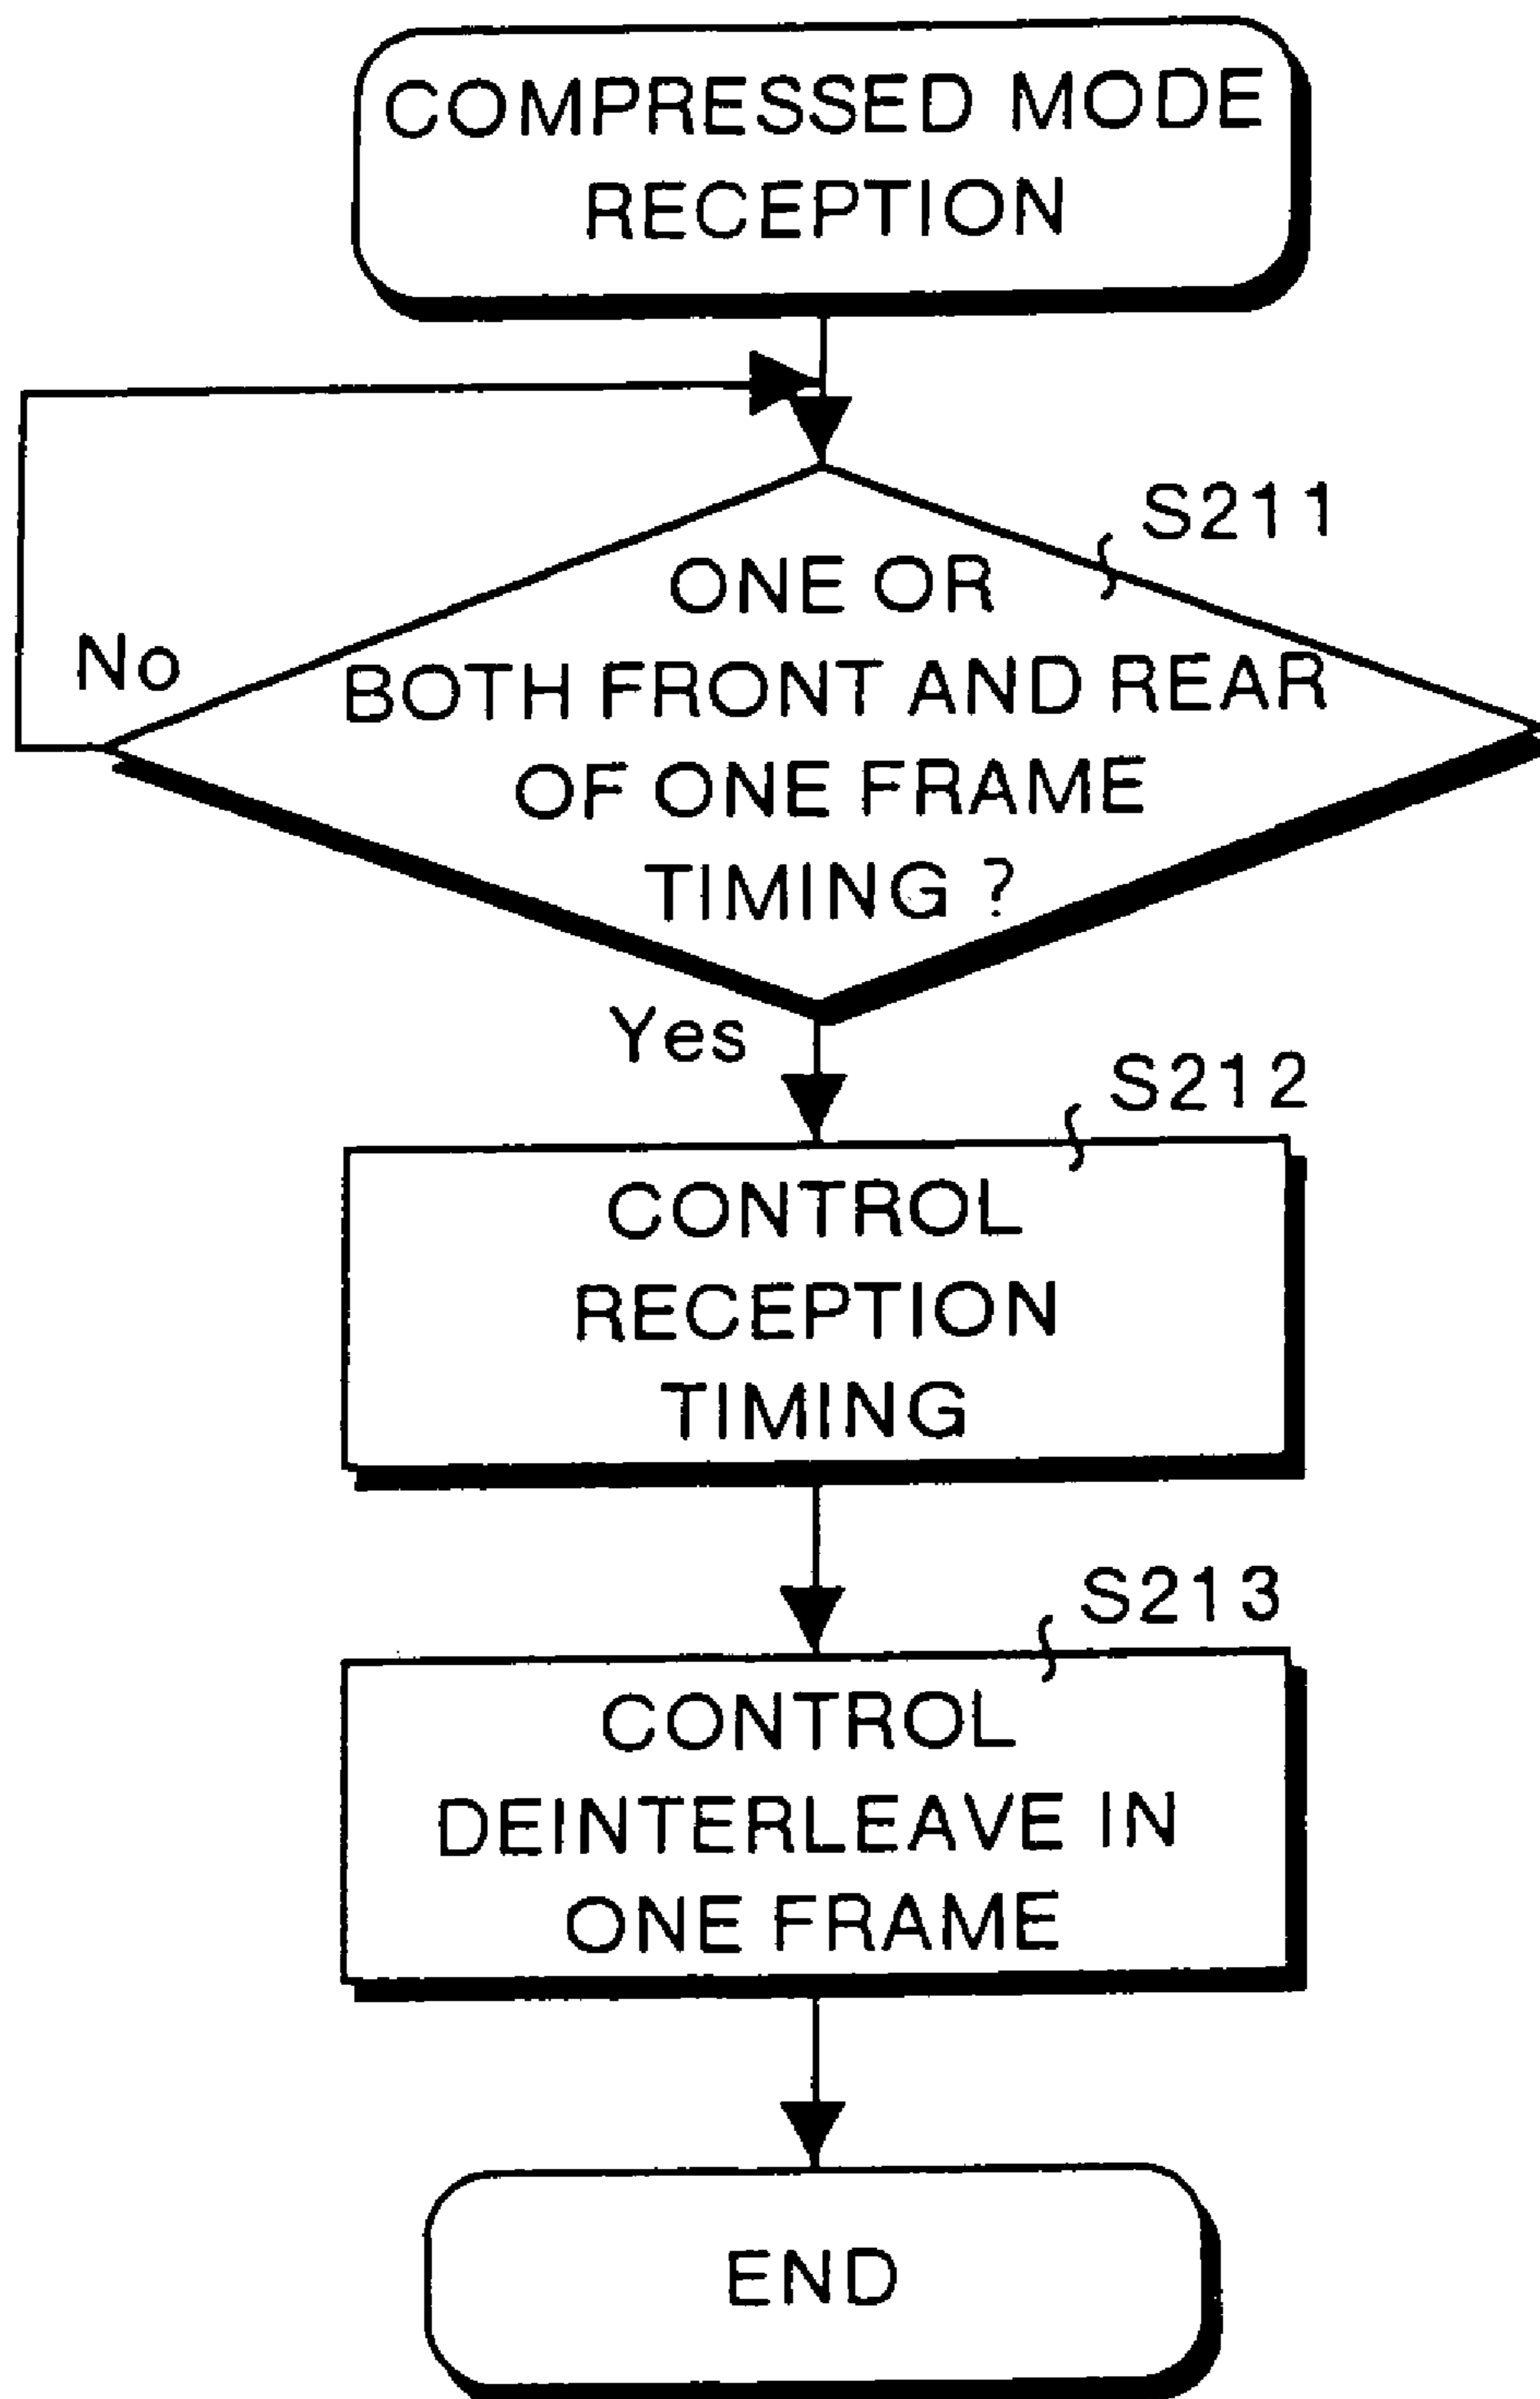 COMPRESSED MODE
RECEPTION
S211
ONE OR
BOTH FRONT AND REAR
OF ONE FRAME
TIMING ?
No
Yes
S212
CONTROL
RECEPTION
TIMING
S213
CONTROL
DEINTERLEAVE IN
ONE FRAME
END